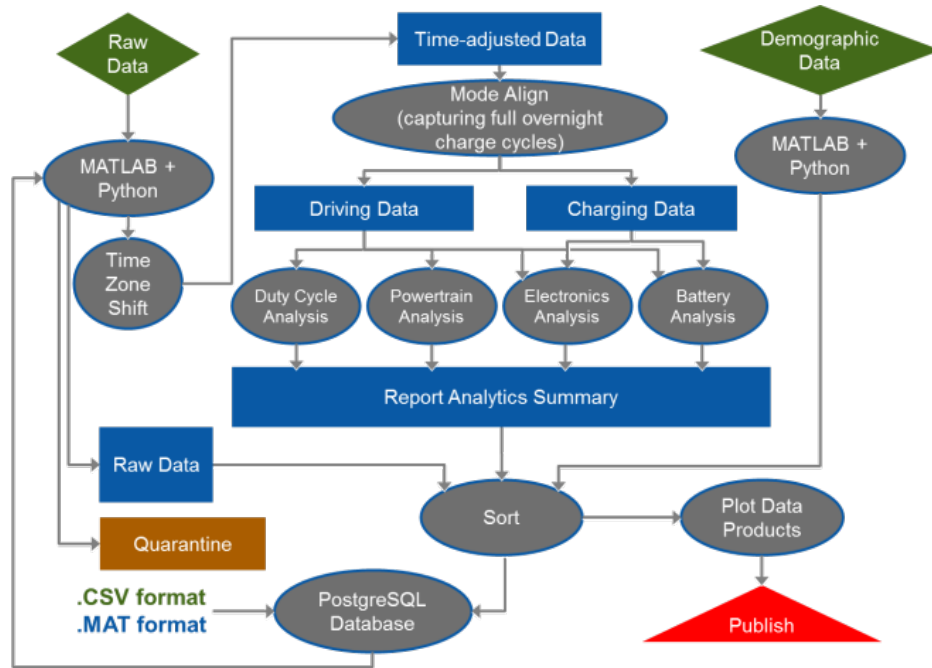 Raw
Data
Time-adjusted Data
Demographic
Data
Mode Align
(capturing full overnight
charge cycles)
MATLAB +
Python
MATLAB +
Python
Driving Data
Charging Data
Time
Zone
Shift
Duty Cycle
Analysis
Powertrain
Analysis
Electronics
Analysis
Battery
Analysis
Report Analytics Summary
Raw Data
Sort
Plot Data
Products
Quarantine
.CSV format
.MAT format
PostgreSQL
Database
Publish